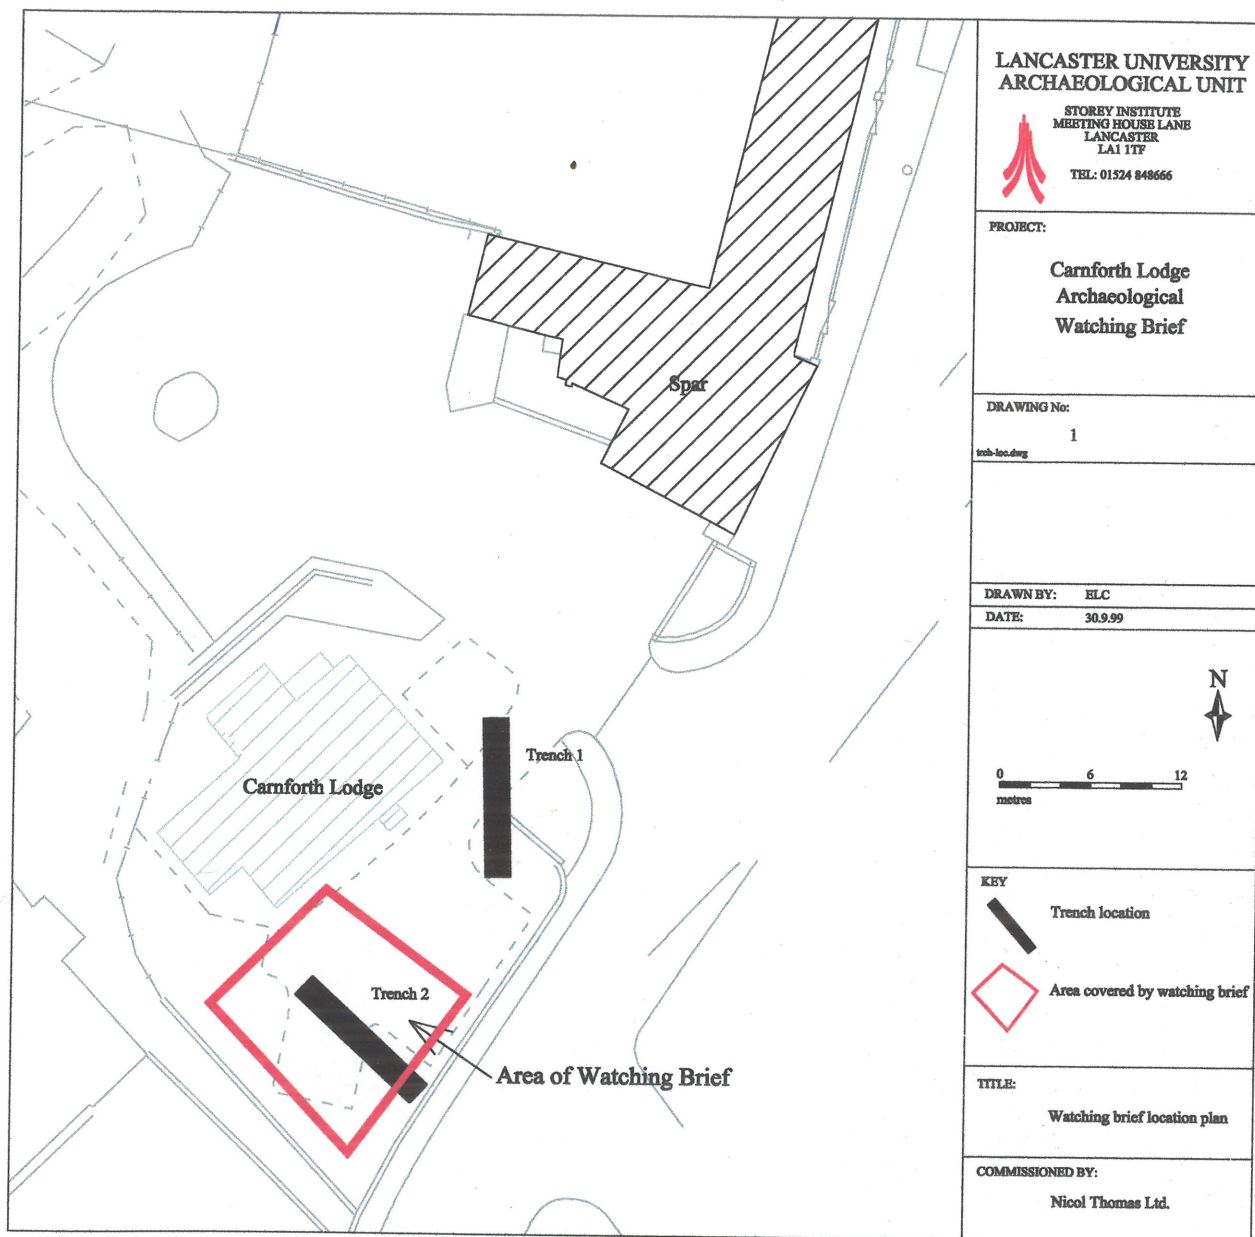 Spar
Trench 1
Carnforth Lodge
Trench 2
Area of Watching Brief
LANCASTER UNIVERSITY
ARCHAEOLOGICAL UNIT
STOREY INSTITUTE
MEETING HOUSE LANE
LANCASTER
LA1 1TF
TEL: 01524 848666
PROJECT:
Carnforth Lodge
Archaeological
Watching Brief
DRAWING No:
1
trch-loc.dwg
DRAWN BY: ELC
DATE: 30.9.99
N
0 6 12
metres
KEY
Trench location
Area covered by watching brief
TITLE:
Watching brief location plan
COMMISSIONED BY:
Nicol Thomas Ltd.